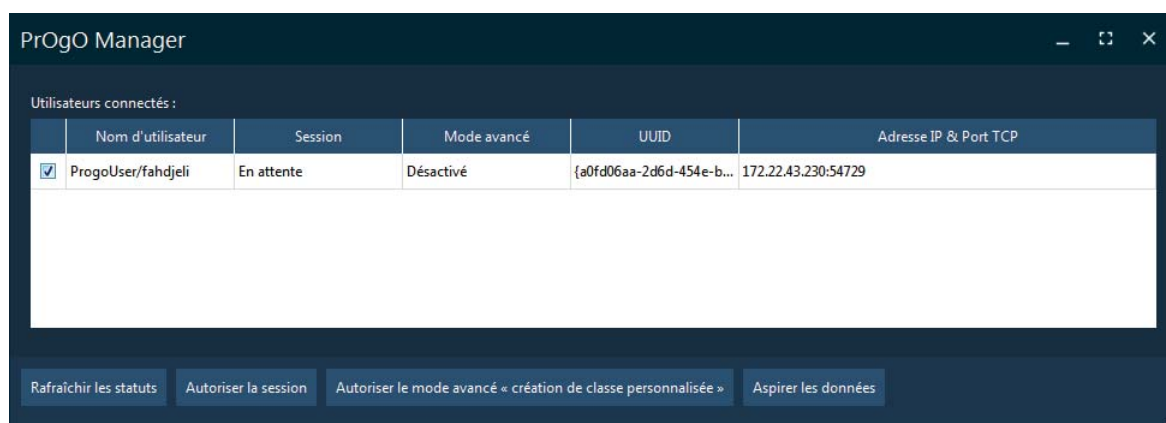 PrOgO Manager
Utilisateurs connectés :
Nom d'utilisateur Session Mode avancé UUID Adresse IP & Port TCP
ProgoUser/fahdjeli En attente Désactivé {a0fd06aa-2d6d-454e-b... 172.22.43.230:54729
Rafraîchir les statuts Autoriser la session Autoriser le mode avancé « création de classe personnalisée » Aspirer les données